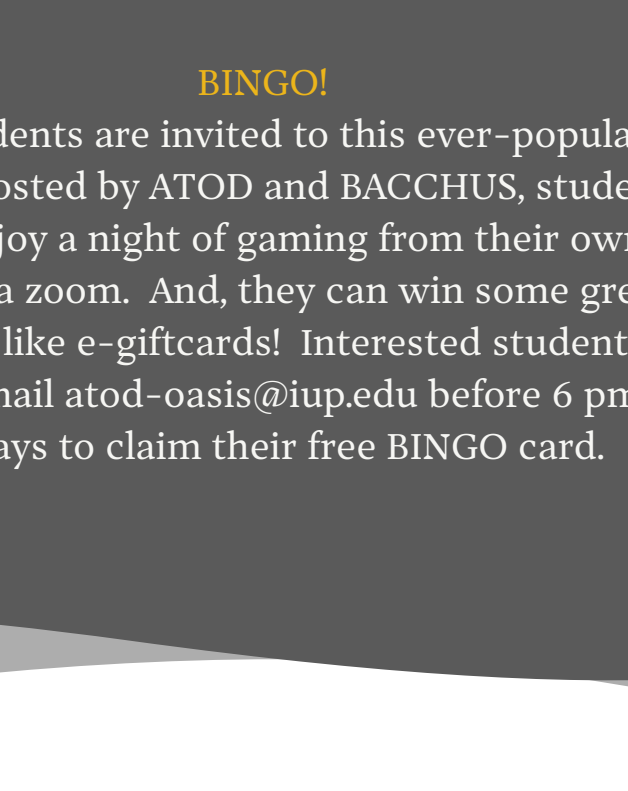 BINGO!
dents are invited to this ever-popula
osted by ATOD and BACCHUS, stude
joy a night of gaming from their own
a zoom.  And, they can win some gre
like e-giftcards!  Interested student
nail atod-oasis@iup.edu before 6 pm
ays to claim their free BINGO card.